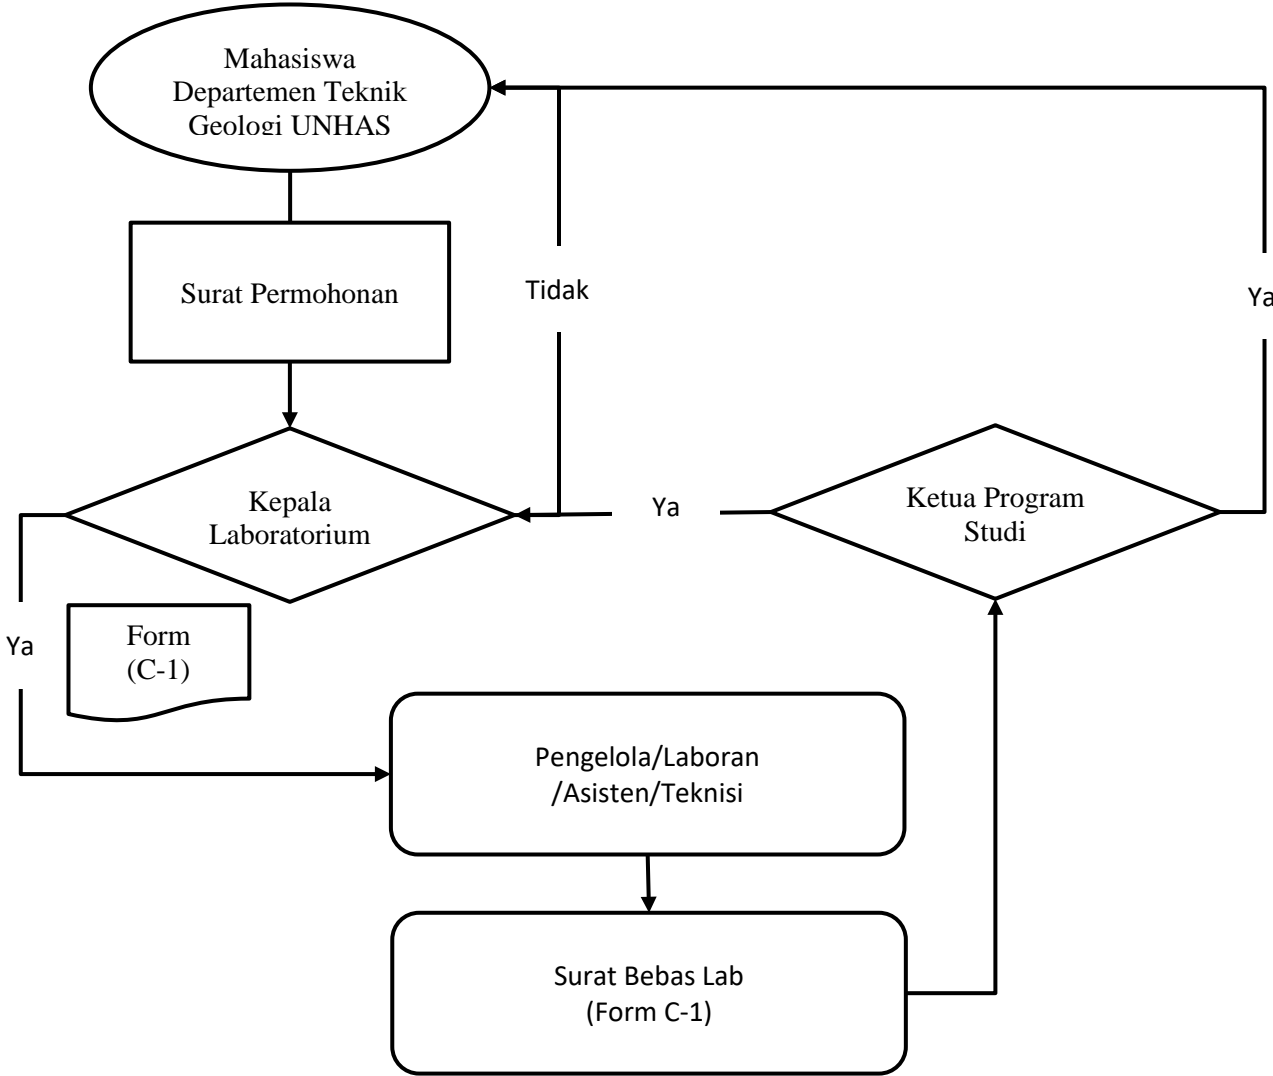 Mahasiswa
Departemen Teknik
Geologi UNHAS
Surat Permohonan
Tidak
Ya
Kepala
Laboratorium
Ya
Ketua Program
Studi
Ya
Form
(C-1)
Pengelola/Laboran
/Asisten/Teknisi
Surat Bebas Lab
(Form C-1)